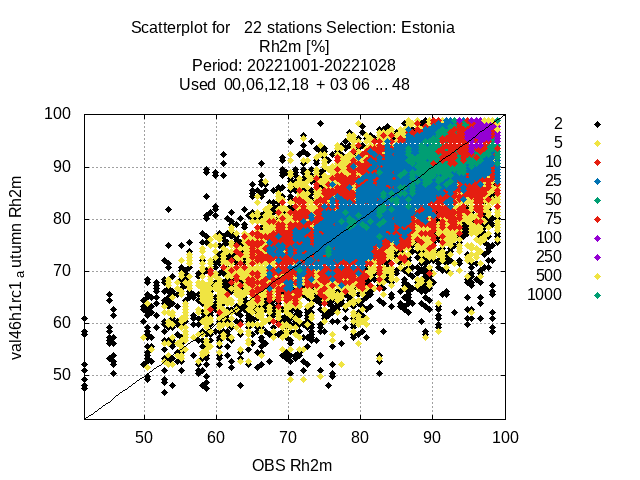 Scatterplot for   22 stations Selection: Estonia
Rh2m [%]
Period: 20221001-20221028
Used  00,06,12,18  + 03 06 ... 48
val46h1rc1 a utumn Rh2m
100
90
80
70
60
50
50 60 70 80 90 100
OBS Rh2m
2
5
10
25
50
75
100
250
500
1000